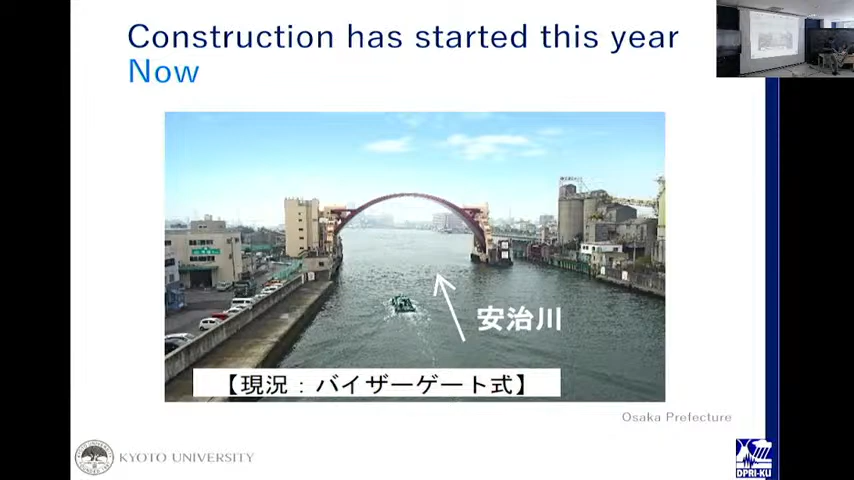 Construction has started this year
Now
安治川
【現況：バイザーゲート式】
Osaka Prefecture
KYOTO UNIVERSITY
DPRI-KU